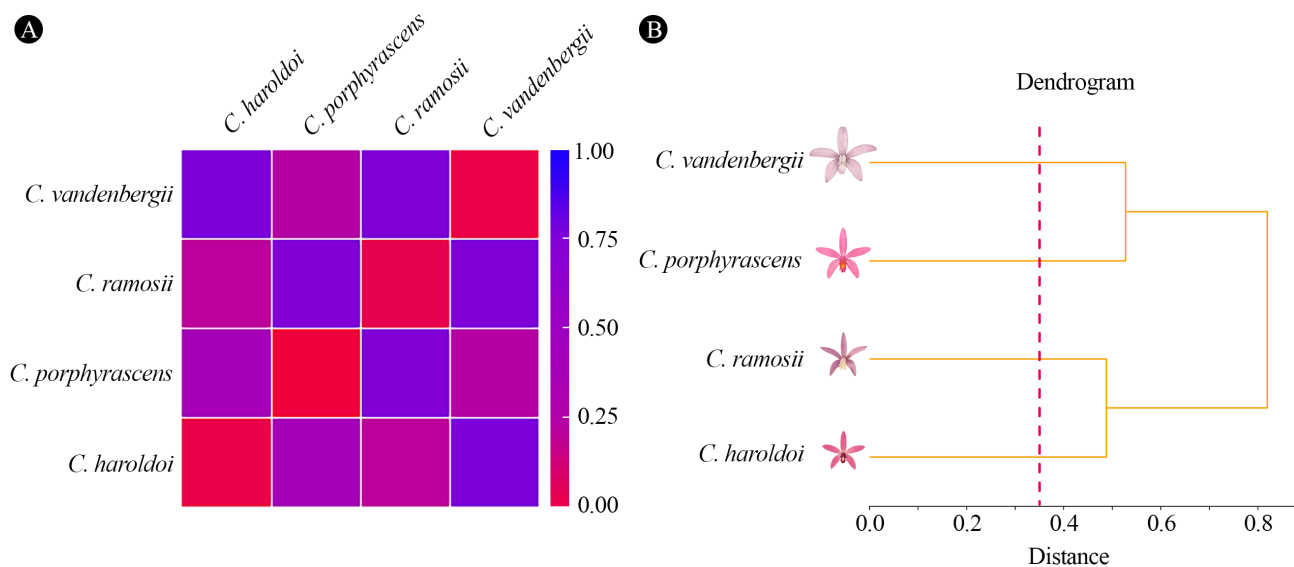 A
C. haroldoi
C. porphyrascens
C. ramosii
C. vandenbergii
C. vandenbergii
C. ramosii
C. porphyrascens
C. haroldoi
1.00
0.75
0.50
0.25
0.00
B
Dendrogram
C. vandenbergii
C. porphyrascens
C. ramosii
C. haroldoi
0.0 0.2 0.4 0.6 0.8
Distance